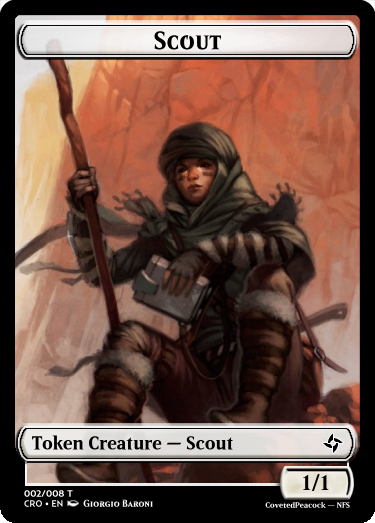 Scout
Token Creature — Scout
1/1
002/008 T
CRO • EN Giorgio Baroni
CovetedPeacock — NFS